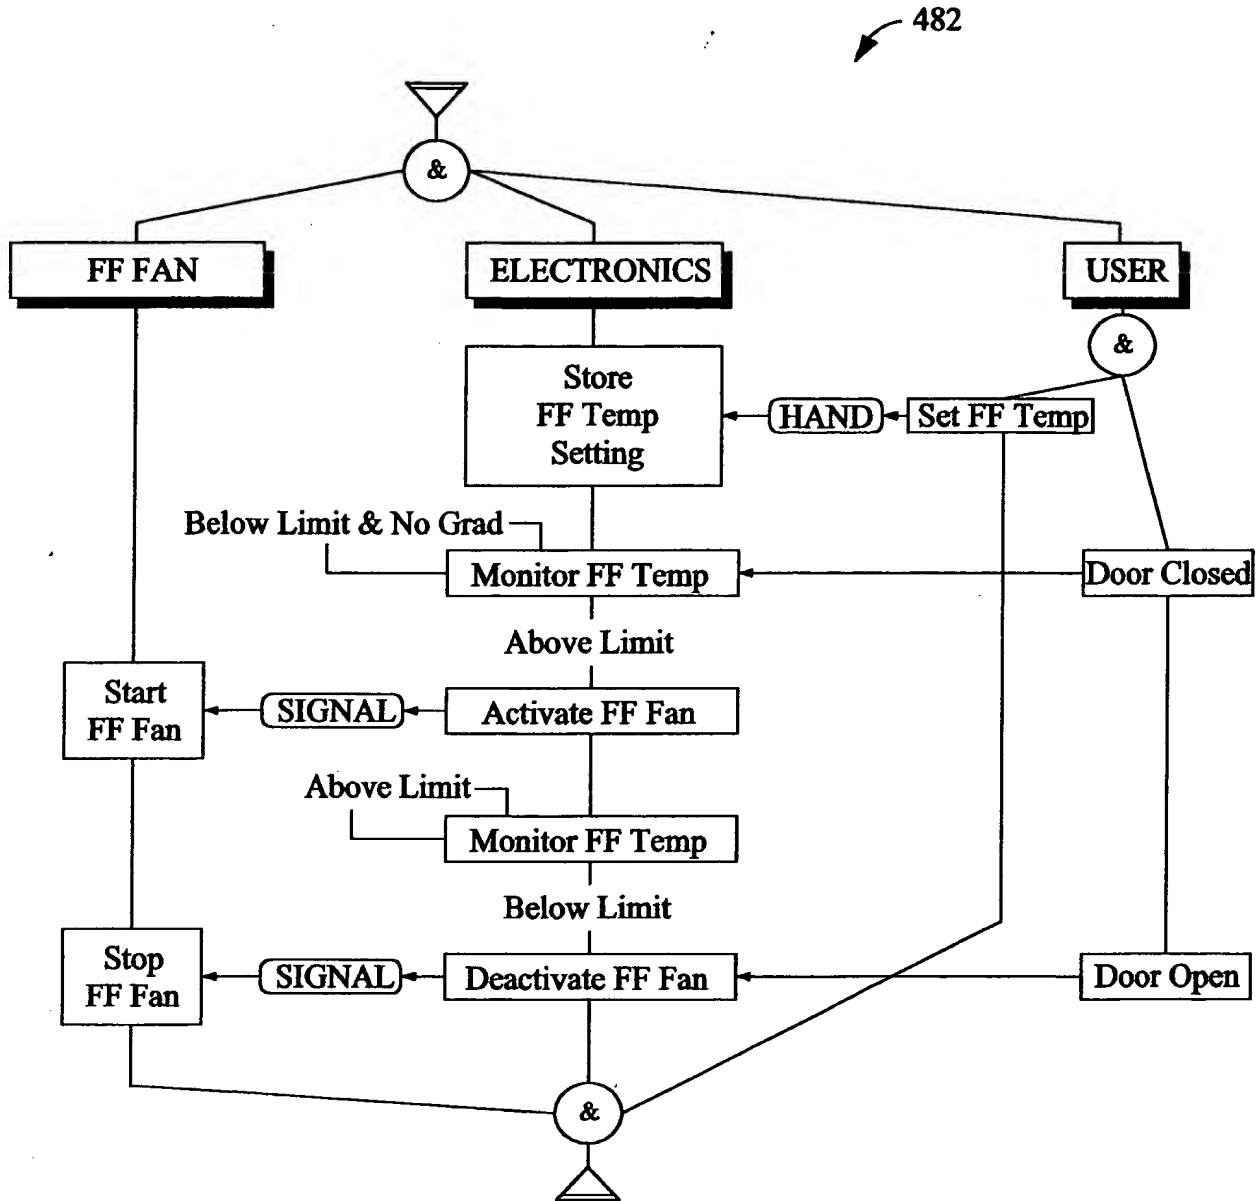 482
&
FF FAN
ELECTRONICS
USER
&
Store
FF Temp
Setting
HAND
Set FF Temp
Below Limit & No Grad
Monitor FF Temp
Door Closed
Above Limit
Start
FF Fan
SIGNAL
Activate FF Fan
Above Limit
Monitor FF Temp
Below Limit
Stop
FF Fan
SIGNAL
Deactivate FF Fan
Door Open
&